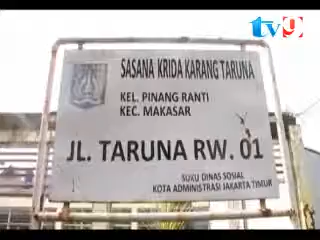 tv9
SASANA KRIDA KARANG TARUNA
KEL. PINANG RANTI
KEC. MAKASAR
JL. TARUNA RW. 01
SUKU DINAS SOSIAL
KOTA ADMINISTRASI JAKARTA TIMUR